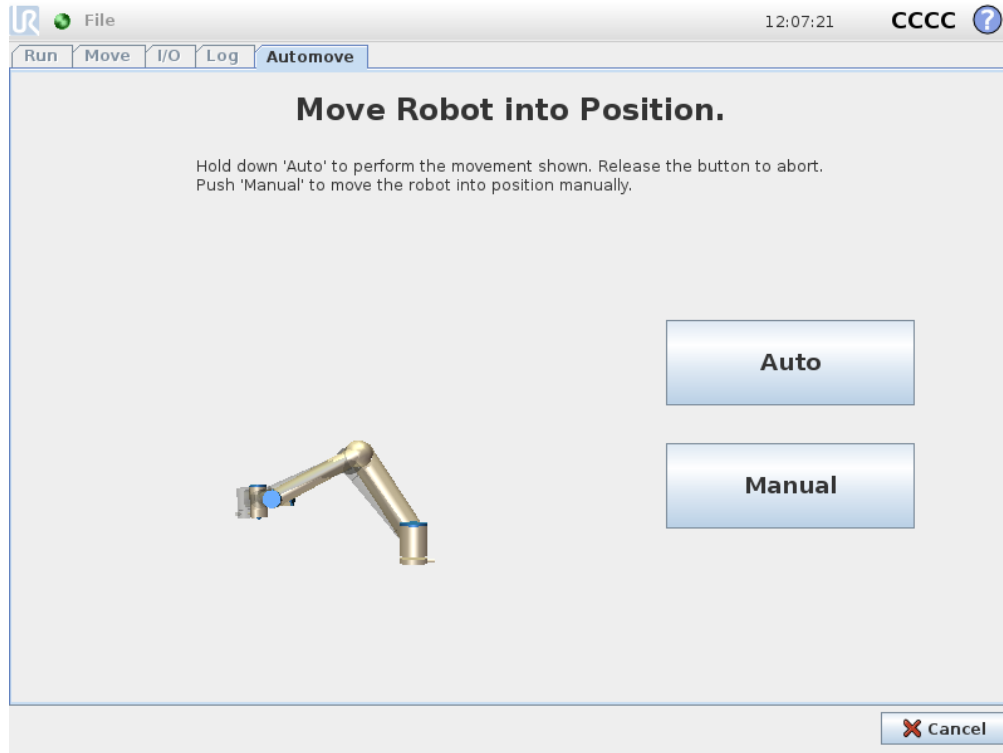 UR File 12:07:21 CCCC ?
Run Move I/O Log Automove
Move Robot into Position.
Hold down 'Auto' to perform the movement shown. Release the button to abort.
Push 'Manual' to move the robot into position manually.
Auto
Manual
Cancel